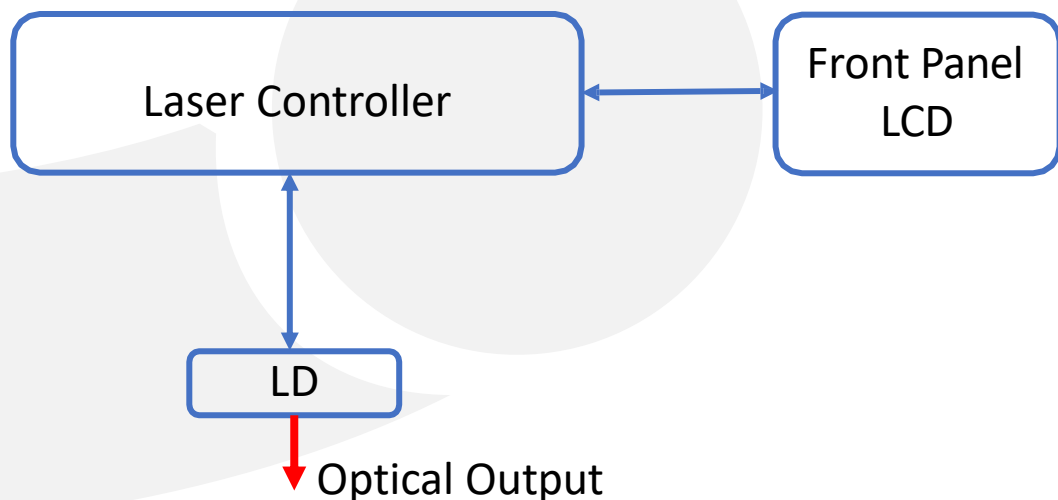 Laser Controller
Front Panel
LCD
LD
Optical Output